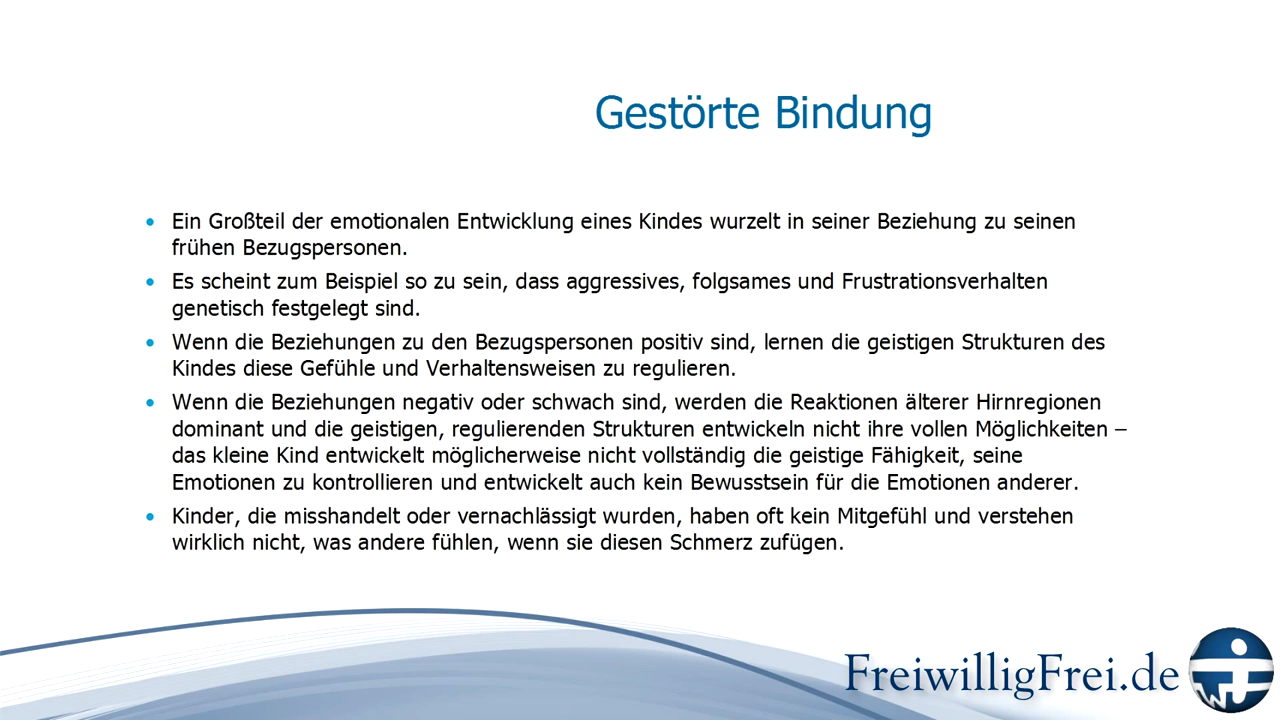 Gestörte Bindung
• Ein Großteil der emotionalen Entwicklung eines Kindes wurzelt in seiner Beziehung zu seinen
frühen Bezugspersonen.
• Es scheint zum Beispiel so zu sein, dass aggressives, folgsames und Frustrationsverhalten
genetisch festgelegt sind.
• Wenn die Beziehungen zu den Bezugspersonen positiv sind, lernen die geistigen Strukturen des
Kindes diese Gefühle und Verhaltensweisen zu regulieren.
• Wenn die Beziehungen negativ oder schwach sind, werden die Reaktionen älterer Hirnregionen
dominant und die geistigen, regulierenden Strukturen entwickeln nicht ihre vollen Möglichkeiten –
das kleine Kind entwickelt möglicherweise nicht vollständig die geistige Fähigkeit, seine
Emotionen zu kontrollieren und entwickelt auch kein Bewusstsein für die Emotionen anderer.
• Kinder, die misshandelt oder vernachlässigt wurden, haben oft kein Mitgefühl und verstehen
wirklich nicht, was andere fühlen, wenn sie diesen Schmerz zufügen.
FreiwilligFrei.de